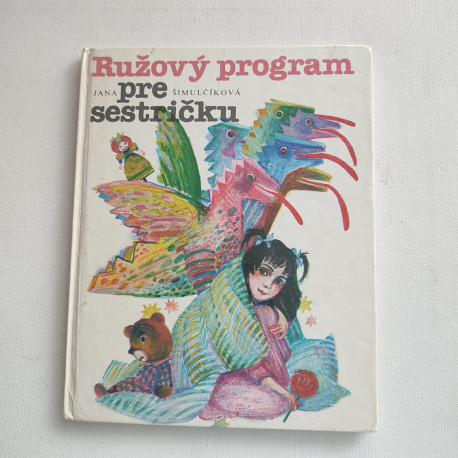 Ružový program
JANA pre ŠIMULČÍKOVÁ
sestričku